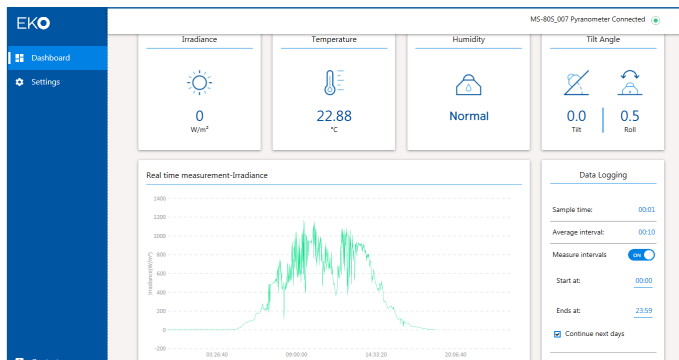 EKO
MS-80S_007 Pyranometer Connected
Dashboard
Settings
Irradiance
0
W/m²
Temperature
22.88
°C
Humidity
Normal
Tilt Angle
0.0
Tilt
0.5
Roll
Real time measurement-Irradiance
Irradiance(W/m²)
1400
1200
1000
800
600
400
200
0
-200
03:26:40
09:00:00
14:33:20
20:06:40
Data Logging
Sample time: 00:01
Average interval: 00:10
Measure intervals ON
Start at: 00:00
Ends at: 23:59
Continue next days